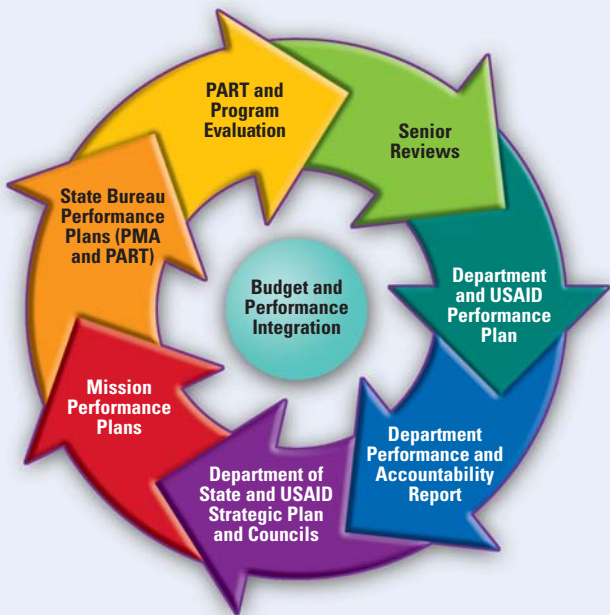 PART and
Program
Evaluation
Senior
Reviews
State Bureau
Performance
Plans (PMA
and PART)
Budget and
Performance
Integration
Department
and USAID
Performance
Plan
Mission
Performance
Plans
Department
Performance and
Accountability
Report
Department of
State and USAID
Strategic Plan
and Councils